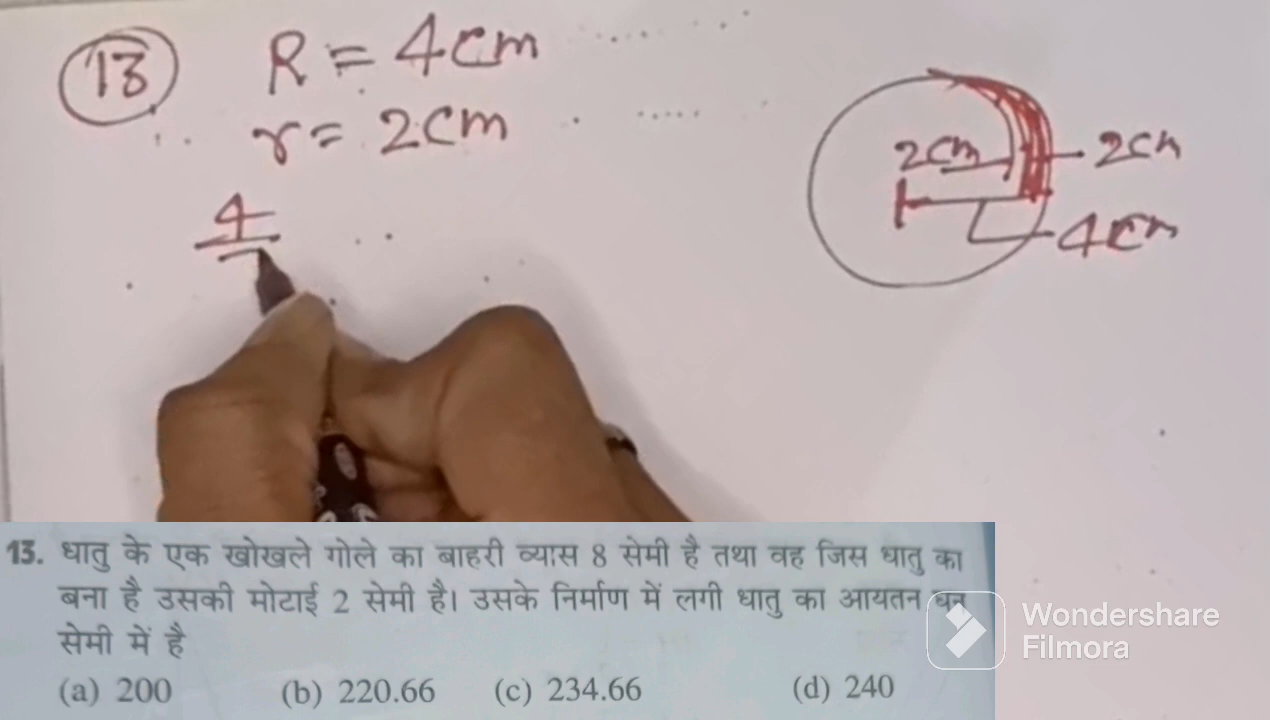 13
R = 4cm
r = 2cm
4
2cm
2cm
4cm
13. धातु के एक खोखले गोले का बाहरी व्यास 8 सेमी है तथा वह जिस धातु का
बना है उसकी मोटाई 2 सेमी है। उसके निर्माण में लगी धातु का आयतन घन
सेमी में है
(a) 200 (b) 220.66 (c) 234.66 (d) 240
Wondershare
Filmora